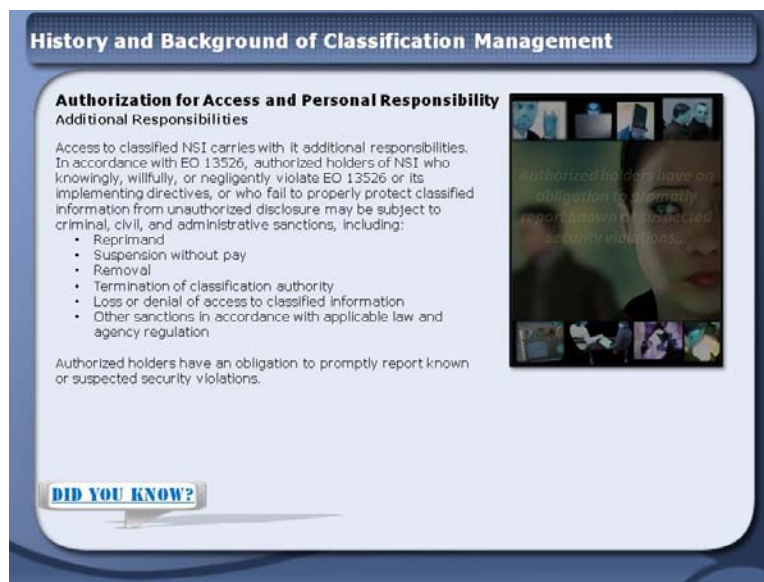 History and Background of Classification Management
Authorization for Access and Personal Responsibility
Additional Responsibilities
Access to classified NSI carries with it additional responsibilities.
In accordance with EO 13526, authorized holders of NSI who
knowingly, willfully, or negligently violate EO 13526 or its
implementing directives, or who fail to properly protect classified
information from unauthorized disclosure may be subject to
criminal, civil, and administrative sanctions, including:
• Reprimand
• Suspension without pay
• Removal
• Termination of classification authority
• Loss or denial of access to classified information
• Other sanctions in accordance with applicable law and
agency regulation
Authorized holders have an obligation to promptly report known
or suspected security violations.
Authorized holders have an
obligation to promptly
report known or suspected
security violations...
DID YOU KNOW?